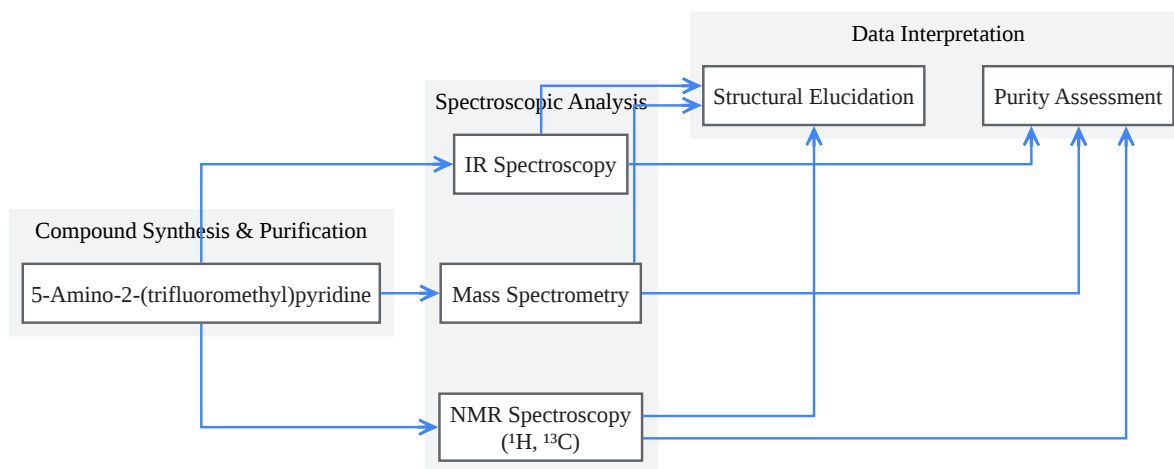 Data Interpretation
Structural Elucidation
Purity Assessment
Spectroscopic Analysis
IR Spectroscopy
Compound Synthesis & Purification
5-Amino-2-(trifluoromethyl)pyridine
Mass Spectrometry
NMR Spectroscopy
(¹H, ¹³C)